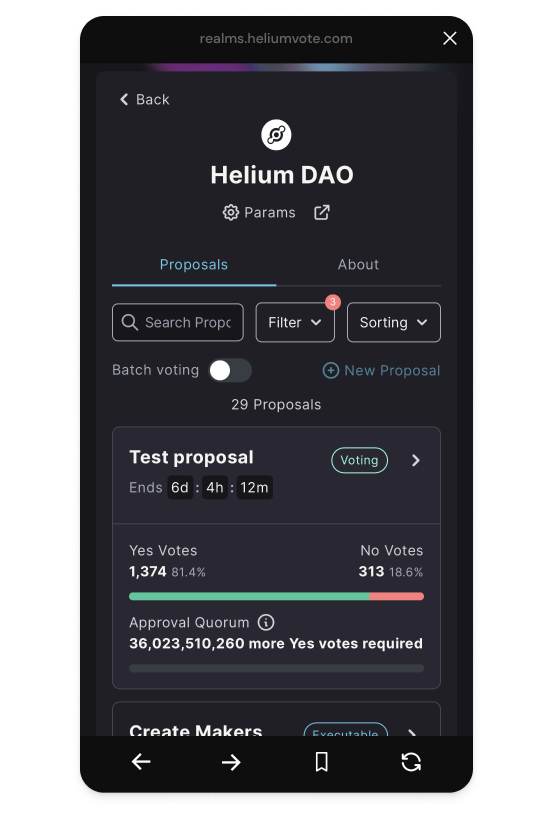 realms.heliumvote.com
Back
Helium DAO
Params
Proposals About
Search Propo
Filter 3 Sorting
Batch voting New Proposal
29 Proposals
Test proposal Voting
Ends 6d : 4h : 12m
Yes Votes No Votes
1,374 81.4% 313 18.6%
Approval Quorum
36,023,510,260 more Yes votes required
Create Makers Executable